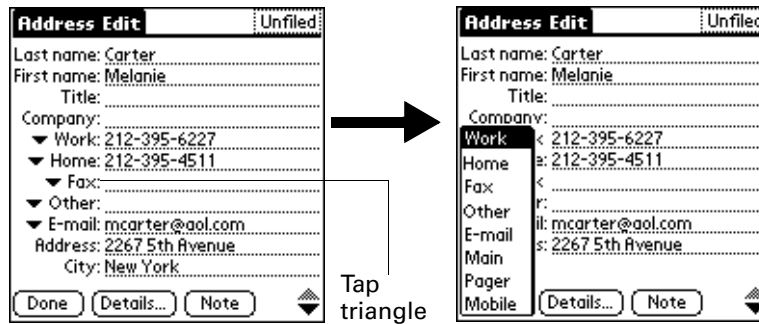 Address Edit Unfiled
Last name: Carter
First name: Melanie
Title:
Company:
Work: 212-395-6227
Home: 212-395-4511
Fax:
Other:
E-mail: mcarter@aol.com
Address: 2267 5th Avenue
City: New York
Done Details... Note
Tap
triangle
Address Edit Unfiled
Last name: Carter
First name: Melanie
Title:
Company:
Work 212-395-6227
Home e: 212-395-4511
Fax
Other r:
E-mail il: mcarter@aol.com
Main s: 2267 5th Avenue
Pager
Mobile Details... Note